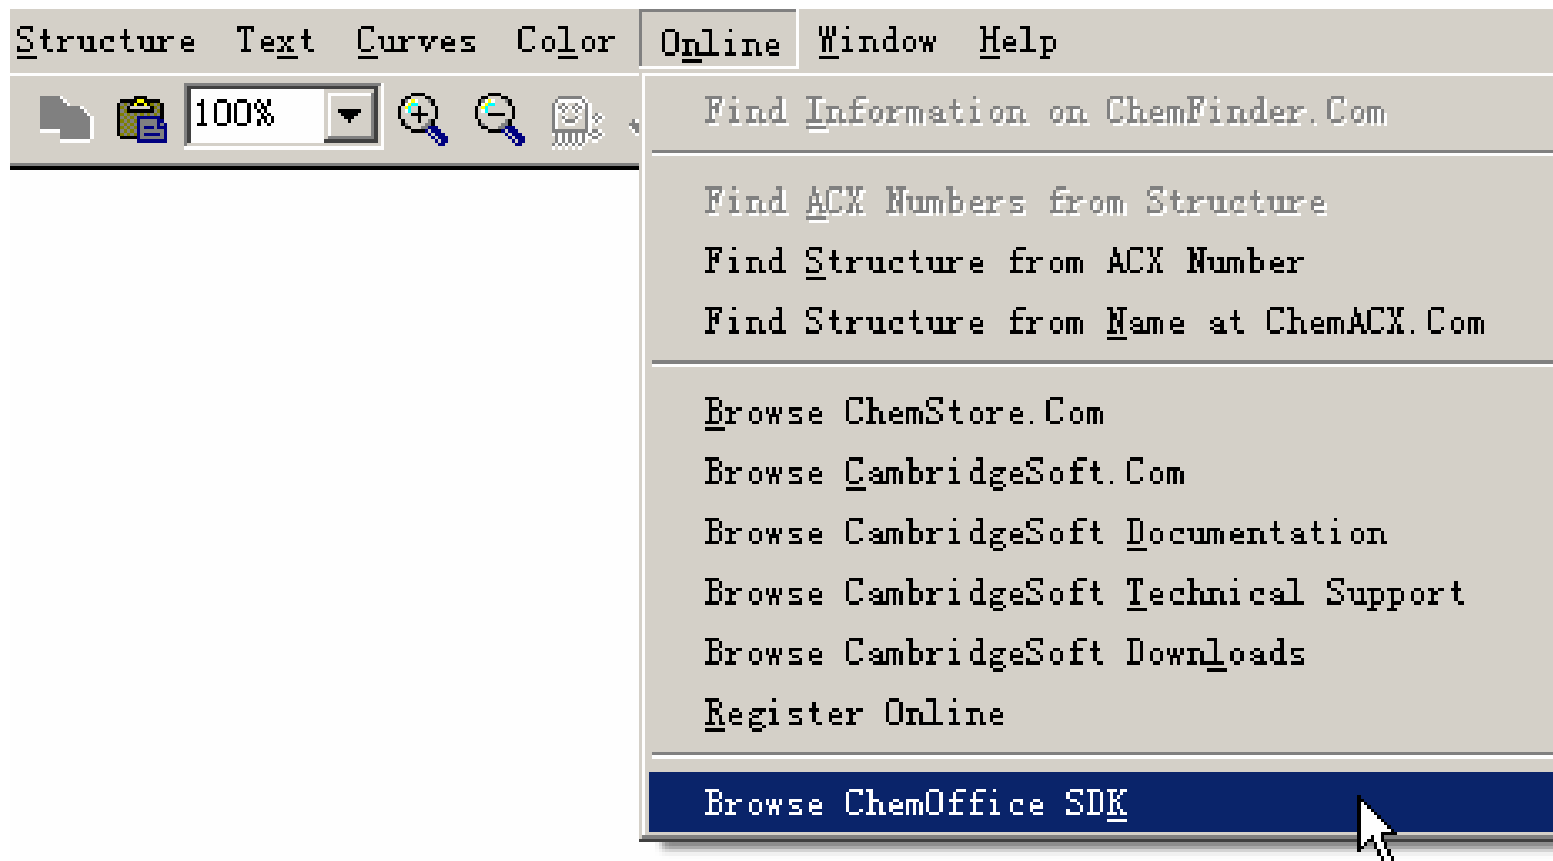 Structure Text Curves Color Online Window Help
100%
Find Information on ChemFinder.Com
Find ACX Numbers from Structure
Find Structure from ACX Number
Find Structure from Name at ChemACX.Com
Browse ChemStore.Com
Browse CambridgeSoft.Com
Browse CambridgeSoft Documentation
Browse CambridgeSoft Technical Support
Browse CambridgeSoft Downloads
Register Online
Browse ChemOffice SDK